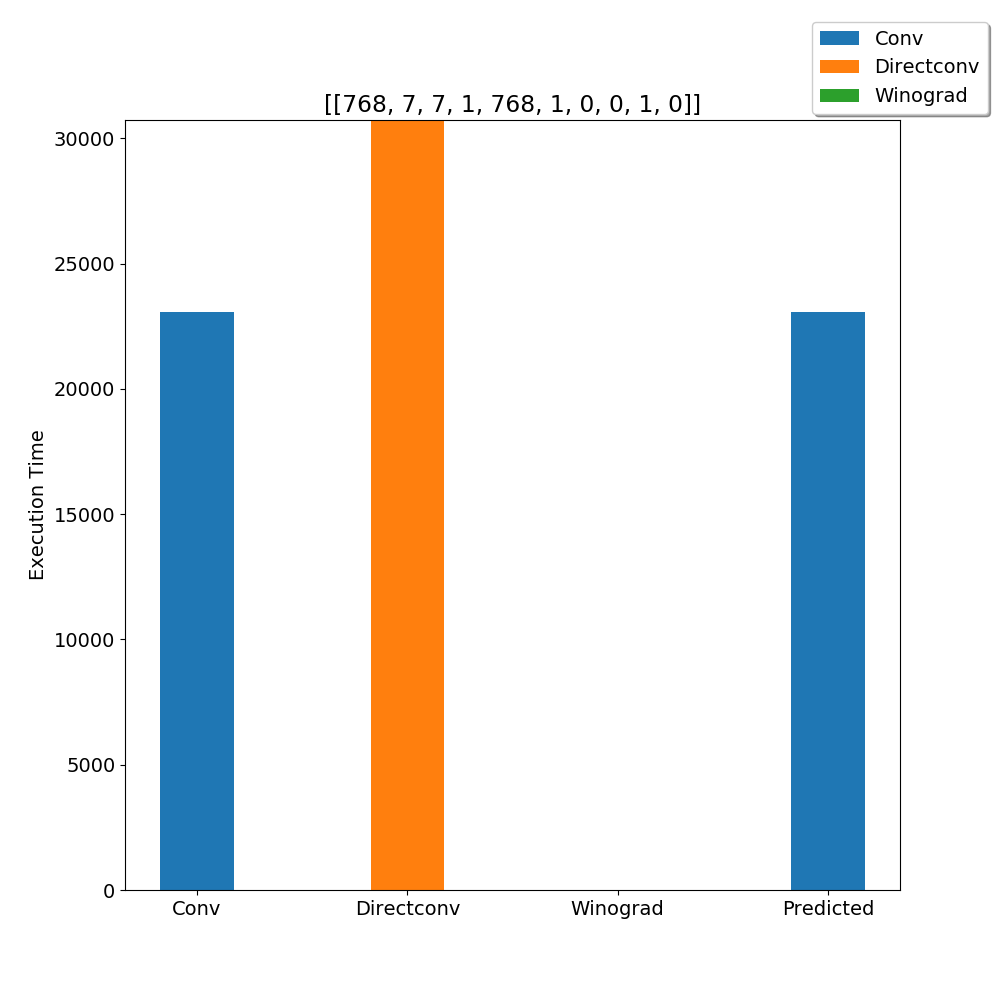 Conv
Directconv
Winograd
[[768, 7, 7, 1, 768, 1, 0, 0, 1, 0]]
30000
25000
20000
15000
10000
5000
0
Execution Time
Conv Directconv Winograd Predicted